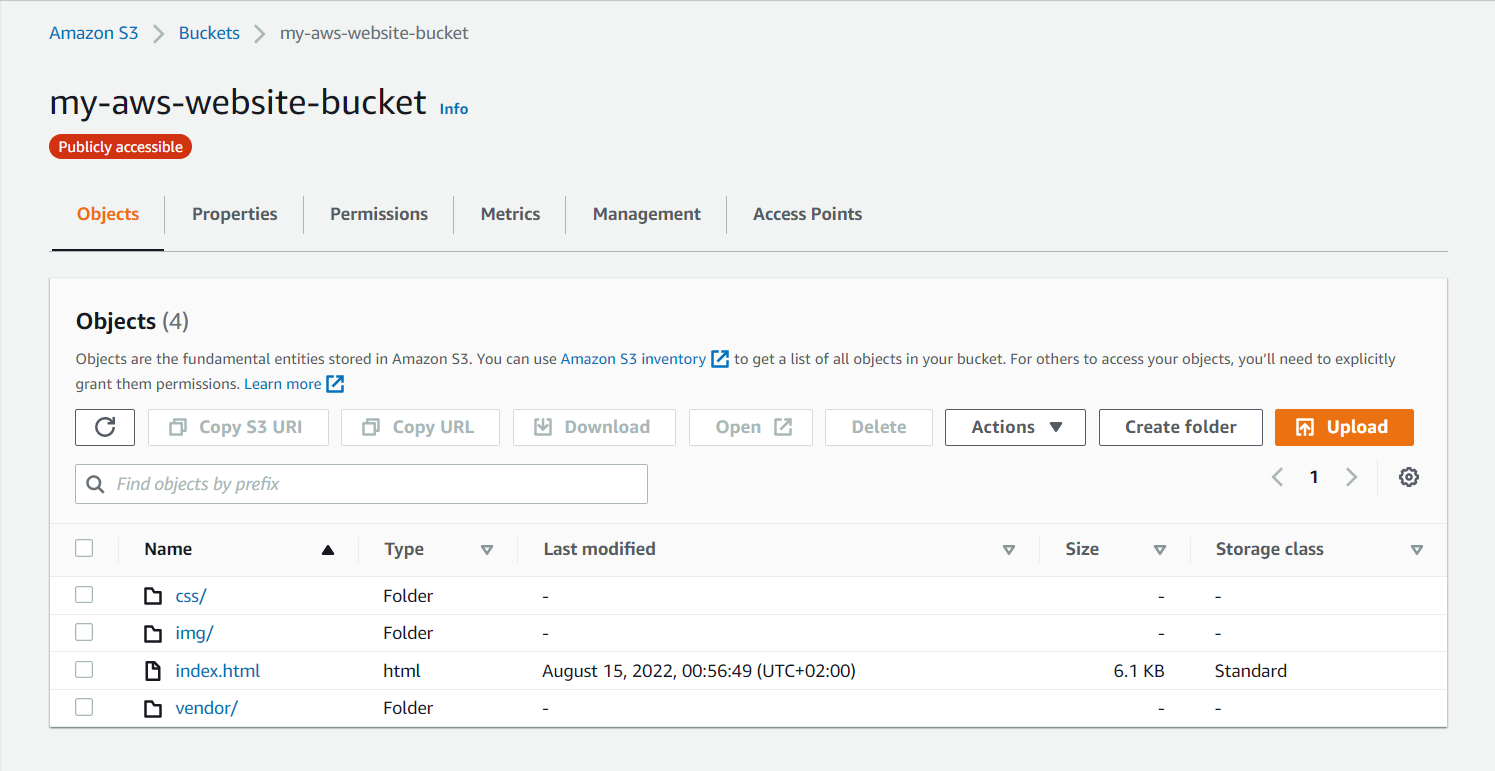 Amazon S3 > Buckets > my-aws-website-bucket
my-aws-website-bucket Info
Publicly accessible
Objects Properties Permissions Metrics Management Access Points
Objects (4)
Objects are the fundamental entities stored in Amazon S3. You can use Amazon S3 inventory to get a list of all objects in your bucket. For others to access your objects, you’ll need to explicitly
grant them permissions. Learn more
Copy S3 URI Copy URL Download Open Delete Actions Create folder Upload
Find objects by prefix 1
Name Type Last modified Size Storage class
css/ Folder - - -
img/ Folder - - -
index.html html August 15, 2022, 00:56:49 (UTC+02:00) 6.1 KB Standard
vendor/ Folder - - -